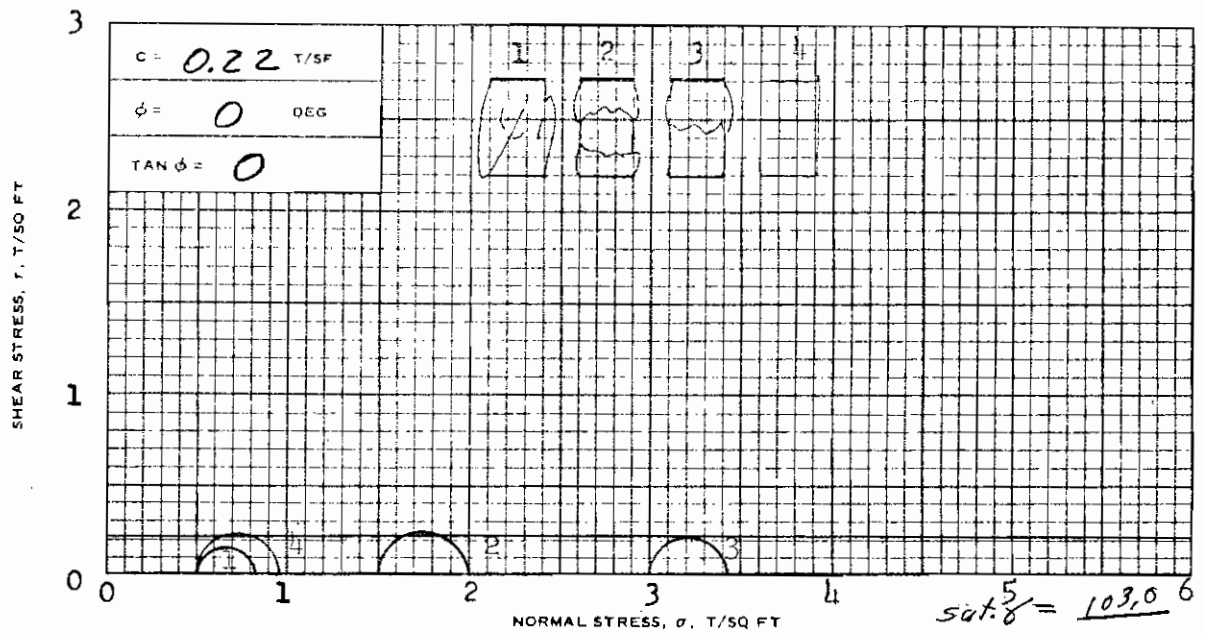 C = 0.22 T/SF
φ = 0 DEG
TAN φ = 0
1 2 3 4
3
2
1
0
SHEAR STRESS, τ, T/SQ FT
1 4 2 3
0 1 2 3 4 5 6
NORMAL STRESS, σ, T/SQ FT
sat. γ = 103.0